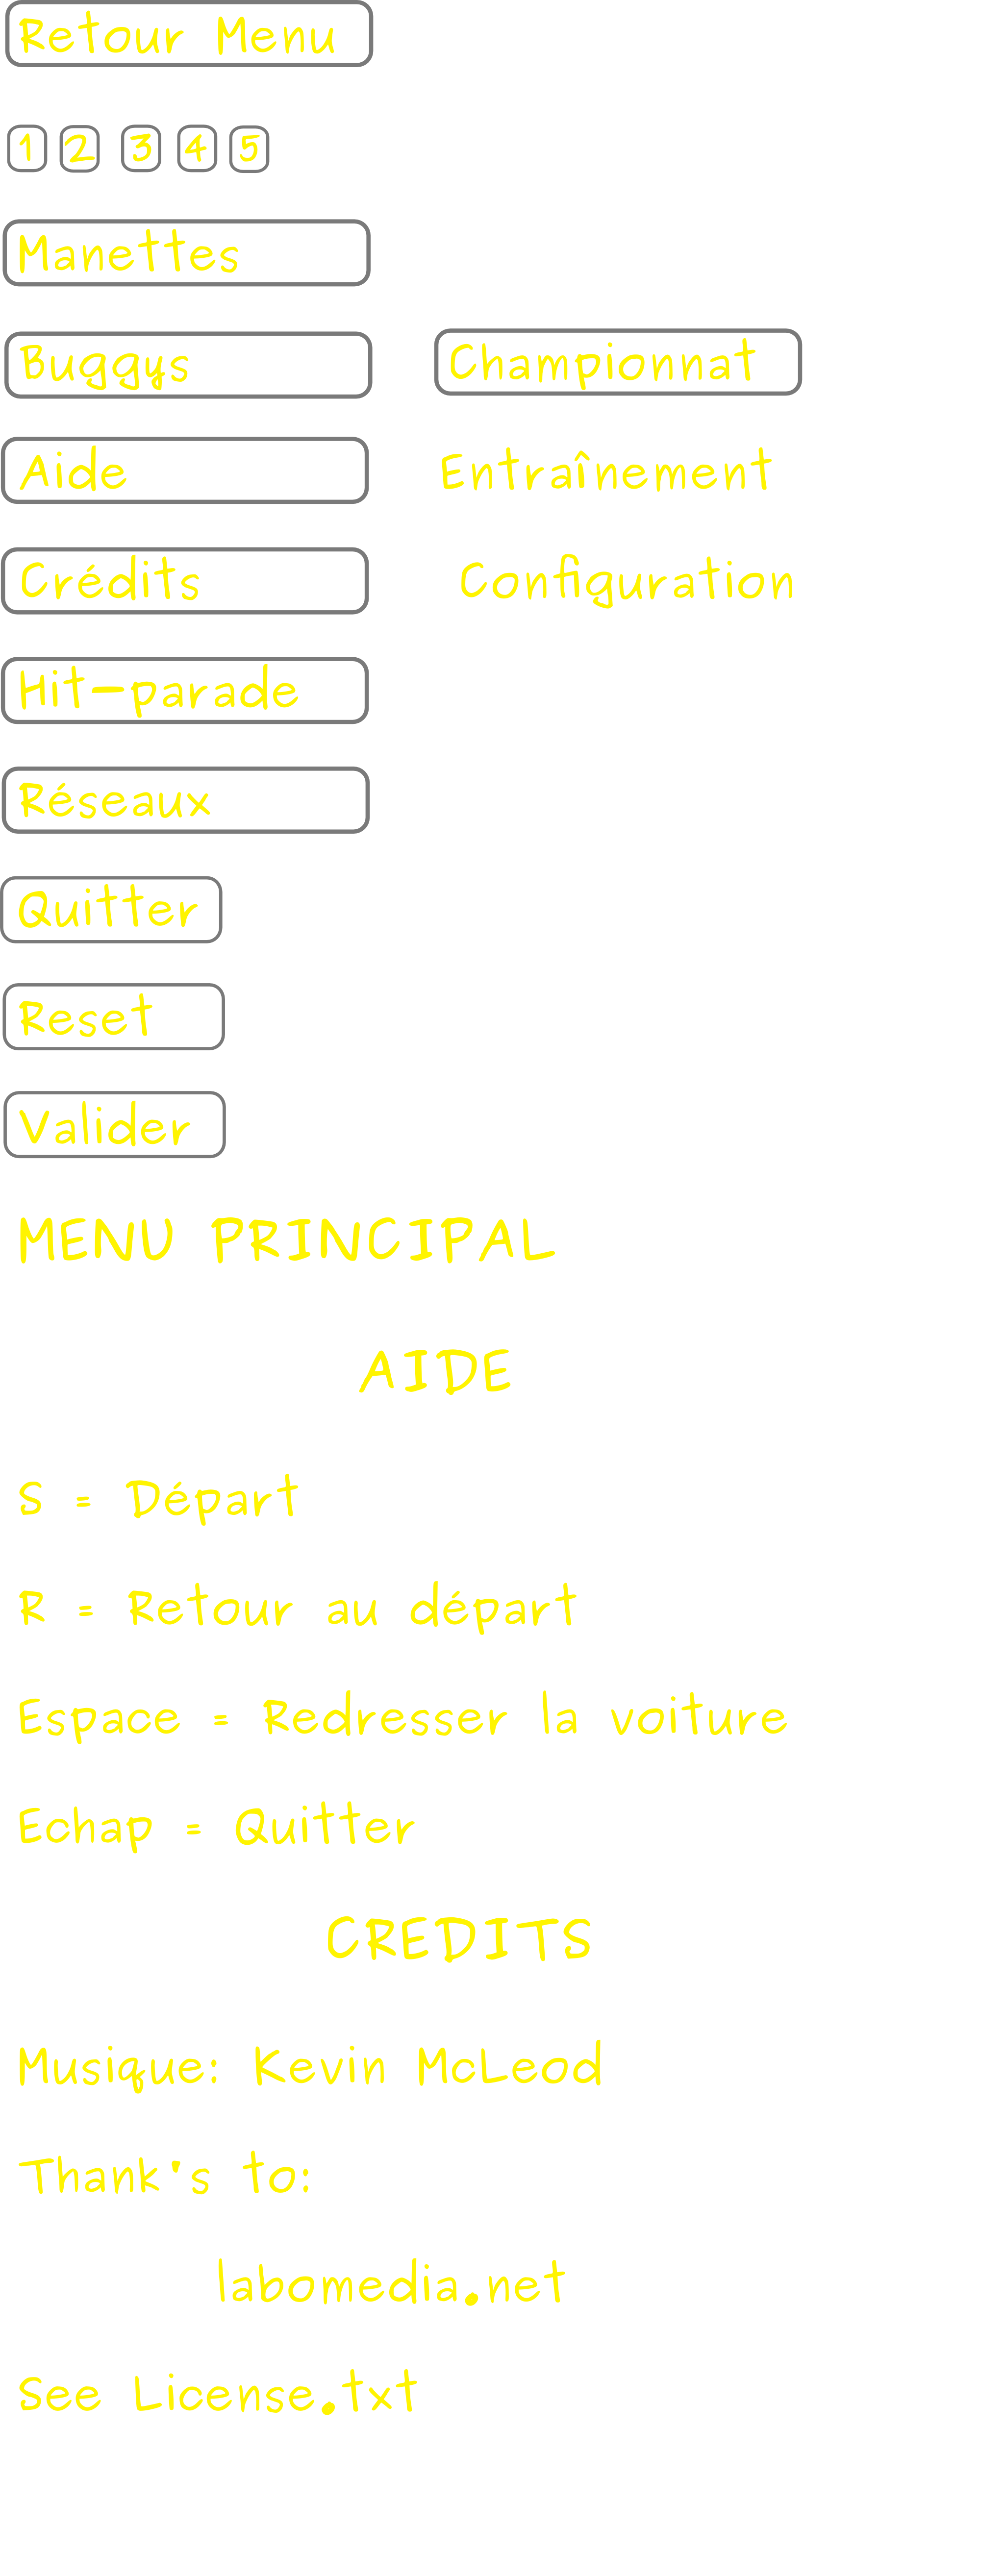 Retour Menu
1 2 3 4 5
Manettes
Buggys
Championnat
Aide
Entraînement
Crédits
Configuration
Hit-parade
Réseaux
Quitter
Reset
Valider
MENU PRINCIPAL
AIDE
S = Départ
R = Retour au départ
Espace = Redresser la voiture
Echap = Quitter
CREDITS
Musique: Kevin McLeod
Thank's to:
labomedia.net
See License.txt